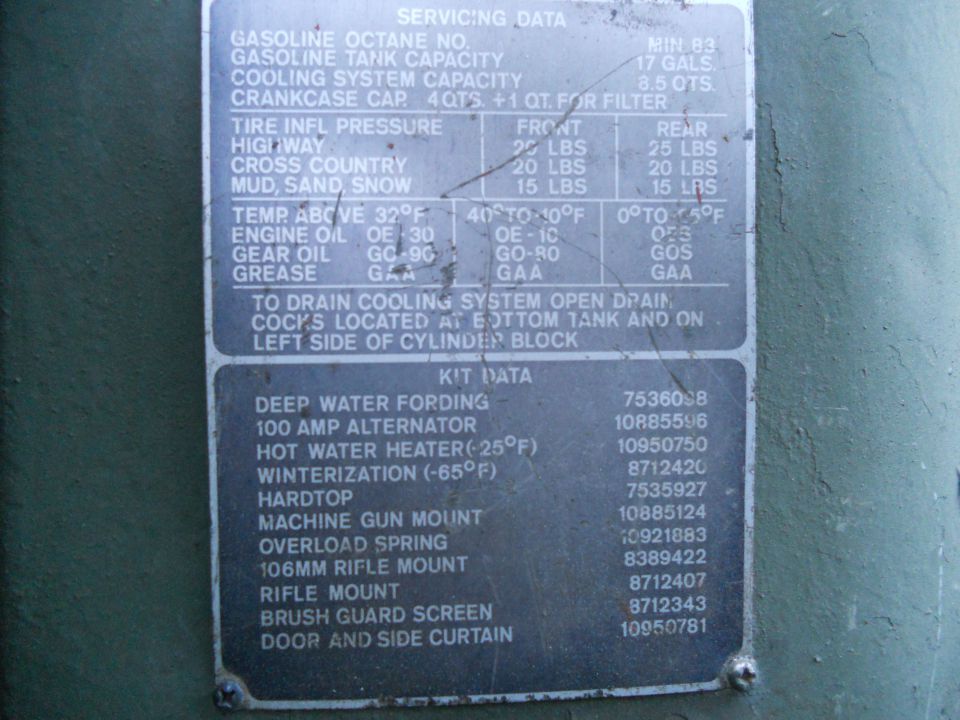 SERVICING DATA
GASOLINE OCTANE NO. MIN. 83
GASOLINE TANK CAPACITY 17 GALS.
COOLING SYSTEM CAPACITY 8.5 QTS.
CRANKCASE CAP. 4 QTS. +1 QT. FOR FILTER
TIRE INFL PRESSURE FRONT REAR
HIGHWAY 20 LBS 25 LBS
CROSS COUNTRY 20 LBS 20 LBS
MUD, SAND, SNOW 15 LBS 15 LBS
TEMP. ABOVE 32°F 40°TO-10°F 0°TO
ENGINE OIL OE-30 OE-10 OES
GEAR OIL GO-90 GO-80 GOS
GREASE GAA GAA GAA
TO DRAIN COOLING SYSTEM OPEN DRAIN
COCKS LOCATED AT BOTTOM TANK AND ON
LEFT SIDE OF CYLINDER BLOCK
KIT DATA
DEEP WATER FORDING 7536098
100 AMP ALTERNATOR 10885596
HOT WATER HEATER (-25°F) 10950750
WINTERIZATION (-65°F) 8712420
HARDTOP 7535927
MACHINE GUN MOUNT 10885124
OVERLOAD SPRING 10921883
106MM RIFLE MOUNT 8389422
RIFLE MOUNT 8712407
BRUSH GUARD SCREEN 8712343
DOOR AND SIDE CURTAIN 10950781